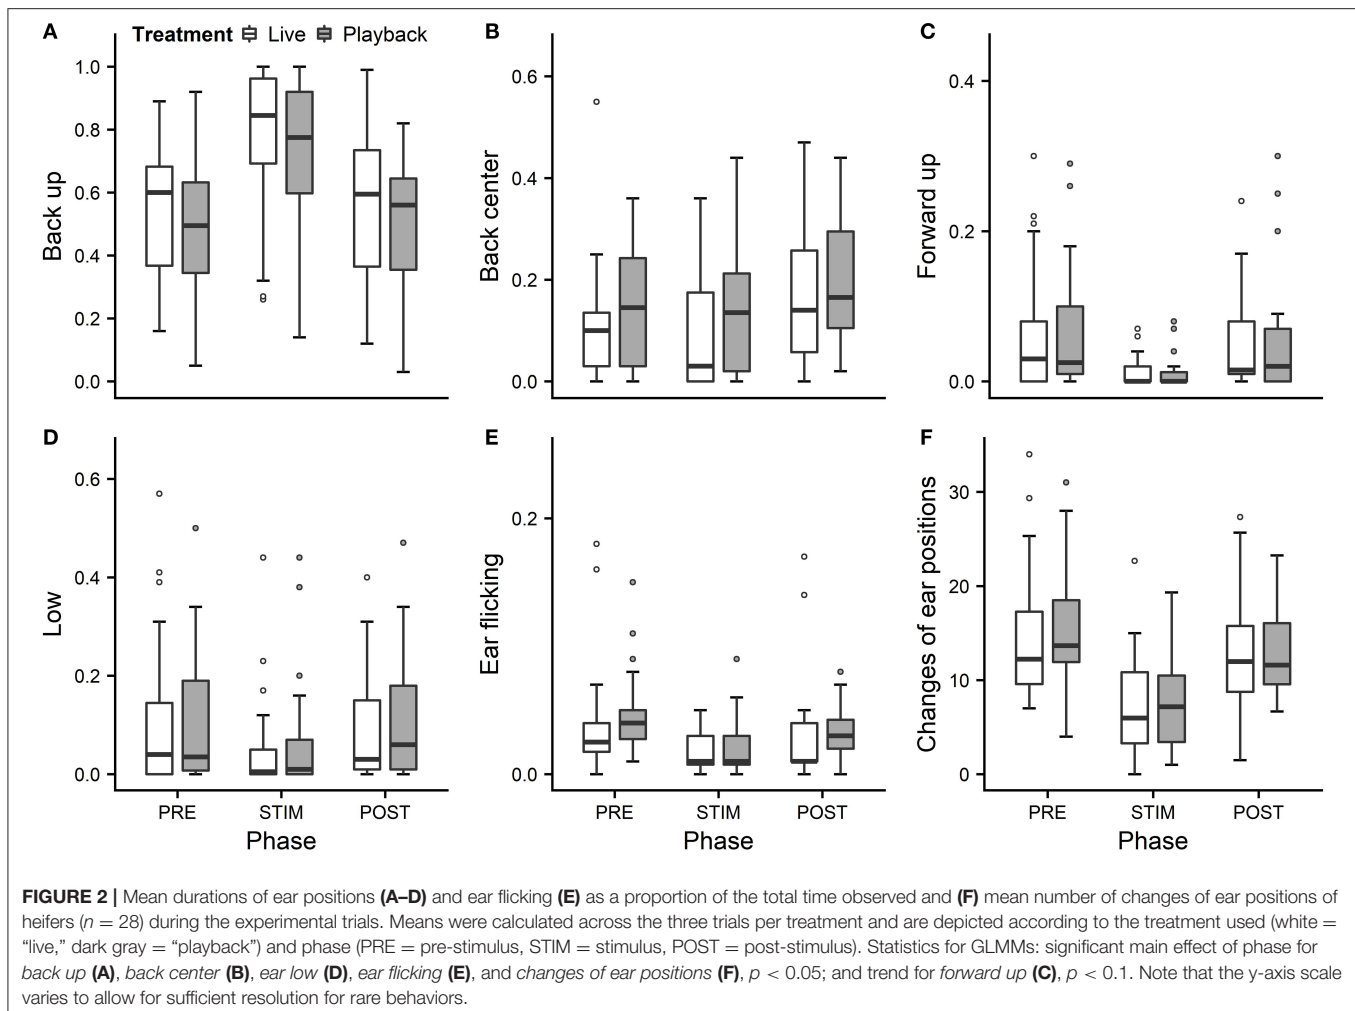 A Treatment Live Playback B C
1.0
0.8
0.6
0.4
0.2
0.0
Back up
0.6
0.4
0.2
0.0
Back center
0.4
0.2
0.0
Forward up
D E F
0.6
0.4
0.2
0.0
Low
PRE STIM POST
Phase
0.2
0.0
Ear flicking
PRE STIM POST
Phase
30
20
10
0
Changes of ear positions
PRE STIM POST
Phase
FIGURE 2 | Mean durations of ear positions (A–D) and ear flicking (E) as a proportion of the total time observed and (F) mean number of changes of ear positions of
heifers (n = 28) during the experimental trials. Means were calculated across the three trials per treatment and are depicted according to the treatment used (white =
“live,” dark gray = “playback”) and phase (PRE = pre-stimulus, STIM = stimulus, POST = post-stimulus). Statistics for GLMMs: significant main effect of phase for
back up (A), back center (B), ear low (D), ear flicking (E), and changes of ear positions (F), p < 0.05; and trend for forward up (C), p < 0.1. Note that the y-axis scale
varies to allow for sufficient resolution for rare behaviors.